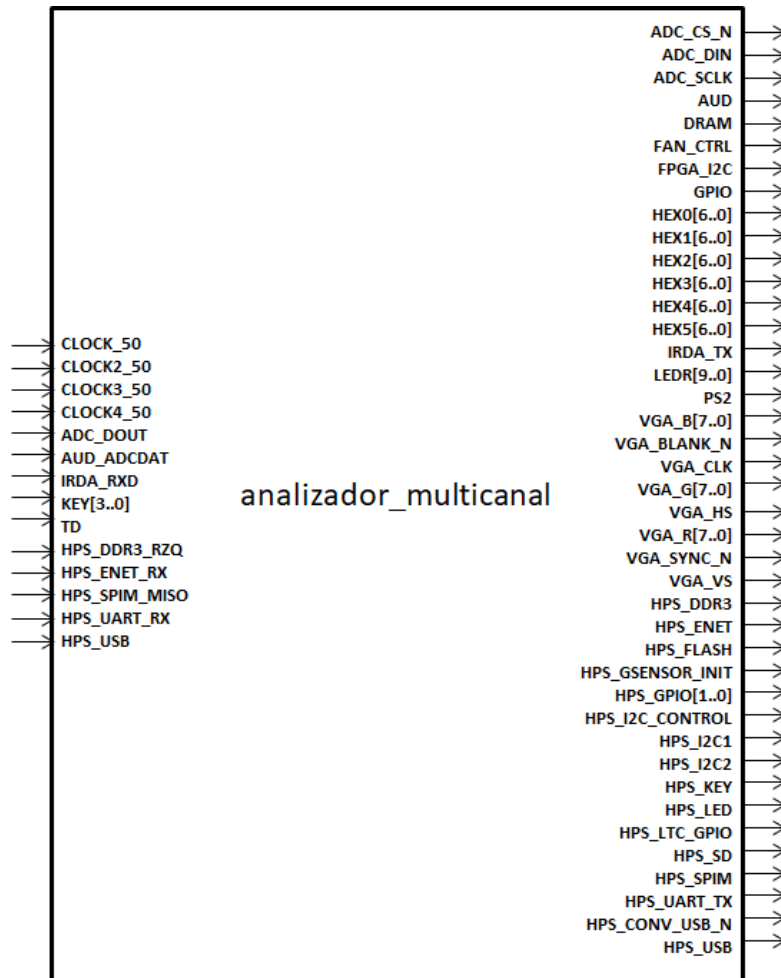 CLOCK_50
CLOCK2_50
CLOCK3_50
CLOCK4_50
ADC_DOUT
AUD_ADCDAT
IRDA_RXD
KEY[3..0]
TD
HPS_DDR3_RZQ
HPS_ENET_RX
HPS_SPIM_MISO
HPS_UART_RX
HPS_USB
analizador_multicanal
ADC_CS_N
ADC_DIN
ADC_SCLK
AUD
DRAM
FAN_CTRL
FPGA_I2C
GPIO
HEX0[6..0]
HEX1[6..0]
HEX2[6..0]
HEX3[6..0]
HEX4[6..0]
HEX5[6..0]
IRDA_TX
LEDR[9..0]
PS2
VGA_B[7..0]
VGA_BLANK_N
VGA_CLK
VGA_G[7..0]
VGA_HS
VGA_R[7..0]
VGA_SYNC_N
VGA_VS
HPS_DDR3
HPS_ENET
HPS_FLASH
HPS_GSENSOR_INIT
HPS_GPIO[1..0]
HPS_I2C_CONTROL
HPS_I2C1
HPS_I2C2
HPS_KEY
HPS_LED
HPS_LTC_GPIO
HPS_SD
HPS_SPIM
HPS_UART_TX
HPS_CONV_USB_N
HPS_USB